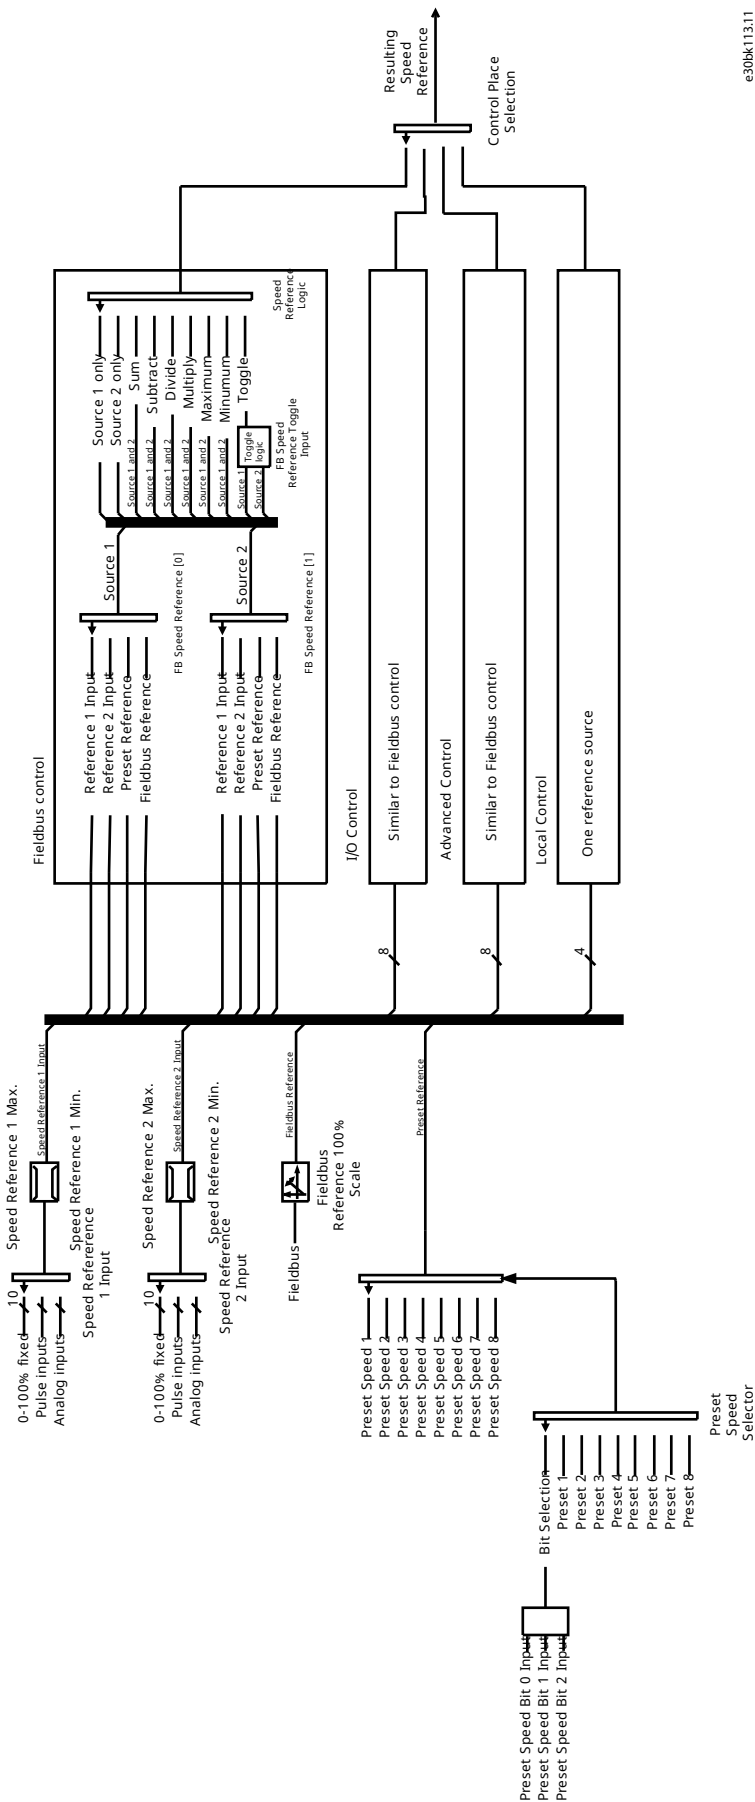 e30bk113.11
Resulting
Speed
Reference
Control Place
Selection
Speed
Reference
Logic
Source 1 only
Source 2 only
Sum
Subtract
Divide
Multiply
Maximum
Minumum
Toggle
Source 1 and 2
Source 1 and 2
Source 1 and 2
Source 1 and 2
Source 1 and 2
Source 1 and 2
Source 1
Source 2
Toggle
logic
FB Speed
Reference Toggle
Input
Source 1
Source 2
FB Speed Reference [0]
FB Speed Reference [1]
Reference 1 Input
Reference 2 Input
Preset Reference
Fieldbus Reference
Reference 1 Input
Reference 2 Input
Preset Reference
Fieldbus Reference
Fieldbus control
I/O Control
Similar to Fieldbus control
Advanced Control
Similar to Fieldbus control
Local Control
One reference source
8
8
4
Speed Reference 1 Input
Speed Reference 2 Input
Fieldbus Reference
Preset Reference
Speed Reference 1 Max.
Speed Reference 1 Min.
Speed Refererence
1 Input
Speed Reference 2 Max.
Speed Reference 2 Min.
Speed Reference
2 Input
Fieldbus
Reference 100%
Scale
Fieldbus
10
0-100% fixed
Pulse inputs
Analog inputs
10
0-100% fixed
Pulse inputs
Analog inputs
Preset Speed 1
Preset Speed 2
Preset Speed 3
Preset Speed 4
Preset Speed 5
Preset Speed 6
Preset Speed 7
Preset Speed 8
Preset
Speed
Selector
Bit Selection
Preset 1
Preset 2
Preset 3
Preset 4
Preset 5
Preset 6
Preset 7
Preset 8
Preset Speed Bit 0 Input
Preset Speed Bit 1 Input
Preset Speed Bit 2 Input